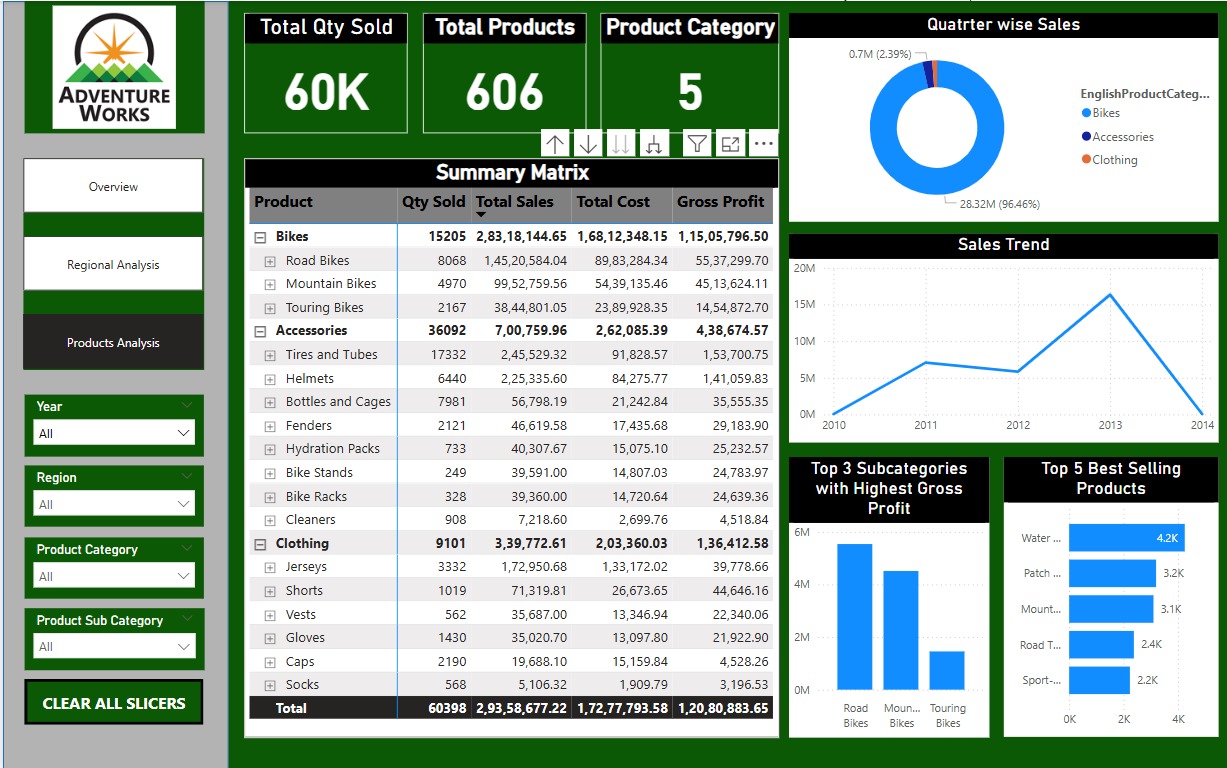 ADVENTURE
WORKS
Overview
Regional Analysis
Products Analysis
Year
All
Region
All
Product Category
All
Product Sub Category
All
CLEAR ALL SLICERS
Total Qty Sold
60K
Total Products
606
Product Category
5
Summary Matrix
Product Qty Sold Total Sales Total Cost Gross Profit
Bikes 15205 2,83,18,144.65 1,68,12,348.15 1,15,05,796.50
Road Bikes 8068 1,45,20,584.04 89,83,284.34 55,37,299.70
Mountain Bikes 4970 99,52,759.56 54,39,135.46 45,13,624.11
Touring Bikes 2167 38,44,801.05 23,89,928.35 14,54,872.70
Accessories 36092 7,00,759.96 2,62,085.39 4,38,674.57
Tires and Tubes 17332 2,45,529.32 91,828.57 1,53,700.75
Helmets 6440 2,25,335.60 84,275.77 1,41,059.83
Bottles and Cages 7981 56,798.19 21,242.84 35,555.35
Fenders 2121 46,619.58 17,435.68 29,183.90
Hydration Packs 733 40,307.67 15,075.10 25,232.57
Bike Stands 249 39,591.00 14,807.03 24,783.97
Bike Racks 328 39,360.00 14,720.64 24,639.36
Cleaners 908 7,218.60 2,699.76 4,518.84
Clothing 9101 3,39,772.61 2,03,360.03 1,36,412.58
Jerseys 3332 1,72,950.68 1,33,172.02 39,778.66
Shorts 1019 71,319.81 26,673.65 44,646.16
Vests 562 35,687.00 13,346.94 22,340.06
Gloves 1430 35,020.70 13,097.80 21,922.90
Caps 2190 19,688.10 15,159.84 4,528.26
Socks 568 5,106.32 1,909.79 3,196.53
Total 60398 2,93,58,677.22 1,72,77,793.58 1,20,80,883.65
Quatrter wise Sales
0.7M (2.39%)
28.32M (96.46%)
EnglishProductCateg...
Bikes
Accessories
Clothing
Sales Trend
20M
15M
10M
5M
0M
2010 2011 2012 2013 2014
Top 3 Subcategories
with Highest Gross
Profit
6M
4M
2M
0M
Road Moun... Touring
Bikes Bikes Bikes
Top 5 Best Selling
Products
Water ... 4.2K
Patch ... 3.2K
Mount... 3.1K
Road T... 2.4K
Sport-... 2.2K
0K 2K 4K